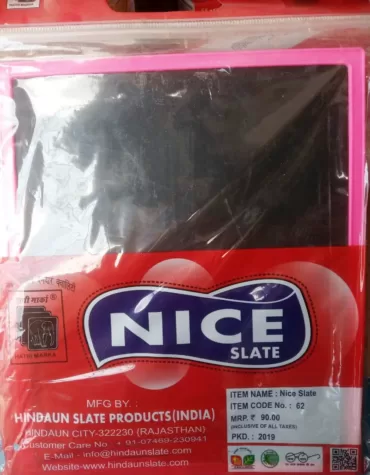 हाथी मार्का ®
HATHI MARKA
NICE
SLATE
MFG BY. :
HINDAUN SLATE PRODUCTS(INDIA)
HINDAUN CITY-322230 (RAJASTHAN)
Customer Care No. : + 91-07469-230941
E-Mail - info@hindaunslate.com
Website-www.hindaunslate.com
ITEM NAME : Nice Slate
ITEM CODE No. : 62
MRP. ₹ 90.00
(INCLUSIVE OF ALL TAXES)
PKD. : 2019